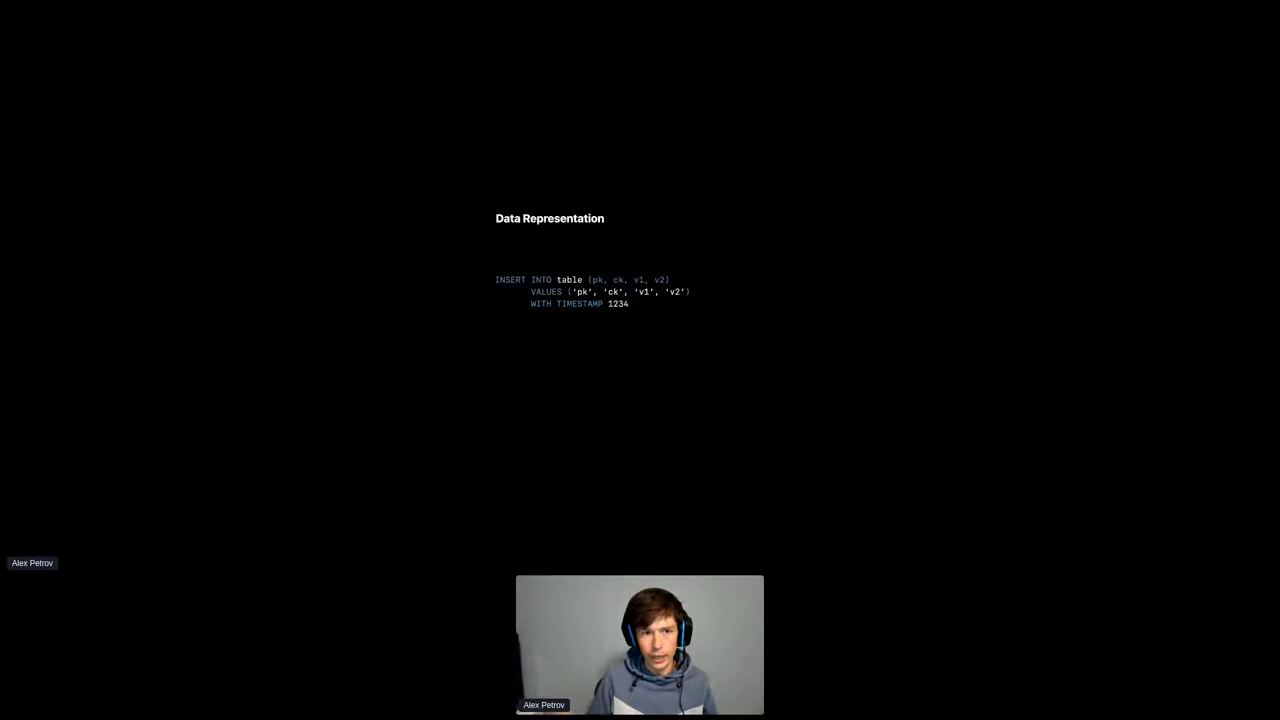 Data Representation
INSERT INTO table (pk, ck, v1, v2)
VALUES (‘pk’, ‘ck’, ‘v1’, ‘v2’)
WITH TIMESTAMP 1234
Alex Petrov
Alex Petrov